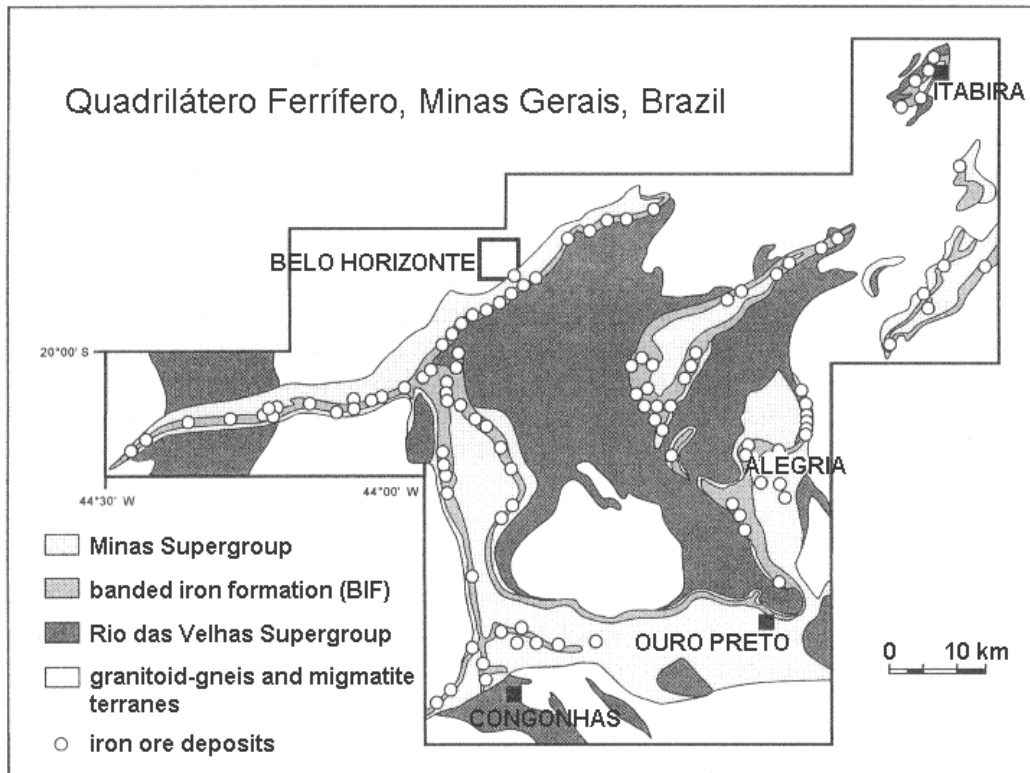 Quadrilátero Ferrífero, Minas Gerais, Brazil
ITABIRA
BELO HORIZONTE
20°00' S
ALEGRIA
44°30' W
44°00' W
Minas Supergroup
banded iron formation (BIF)
Rio das Velhas Supergroup
granitoid-gneis and migmatite
terranes
iron ore deposits
OURO PRETO
CONGONHAS
0 10 km